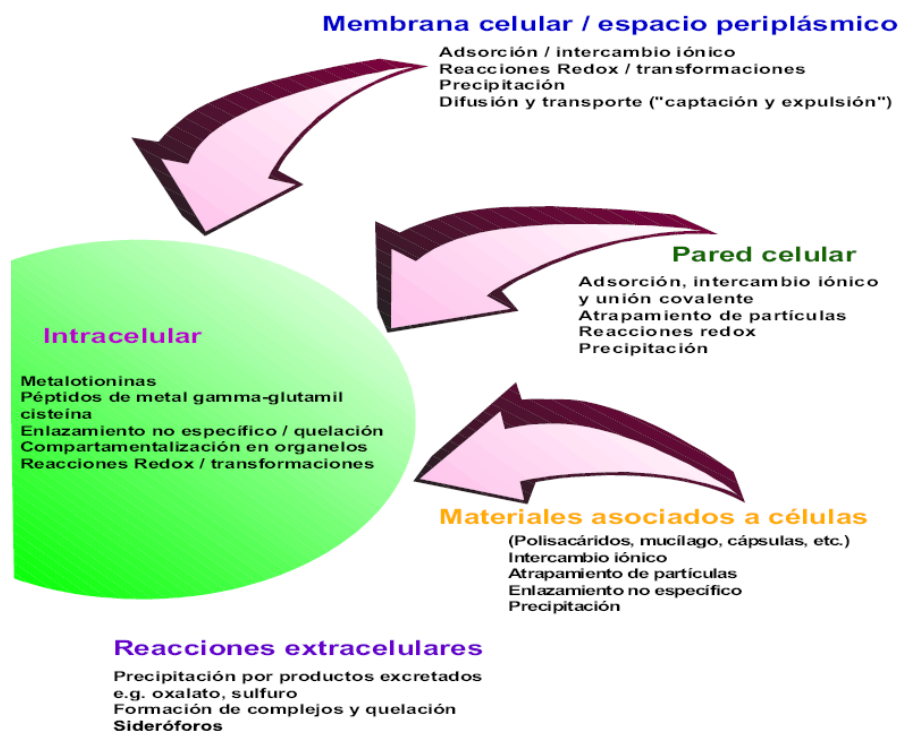 Membrana celular / espacio periplásmico
Adsorción / intercambio iónico
Reacciones Redox / transformaciones
Precipitación
Difusión y transporte ("captación y expulsión")
Pared celular
Adsorción, intercambio iónico
y unión covalente
Atrapamiento de partículas
Reacciones redox
Precipitación
Intracelular
Metalotioninas
Péptidos de metal gamma-glutamil
cisteína
Enlazamiento no específico / quelación
Compartamentalización en organelos
Reacciones Redox / transformaciones
Materiales asociados a células
(Polisacáridos, mucílago, cápsulas, etc.)
Intercambio iónico
Atrapamiento de partículas
Enlazamiento no específico
Precipitación
Reacciones extracelulares
Precipitación por productos excretados
e.g. oxalato, sulfuro
Formación de complejos y quelación
Sideróforos